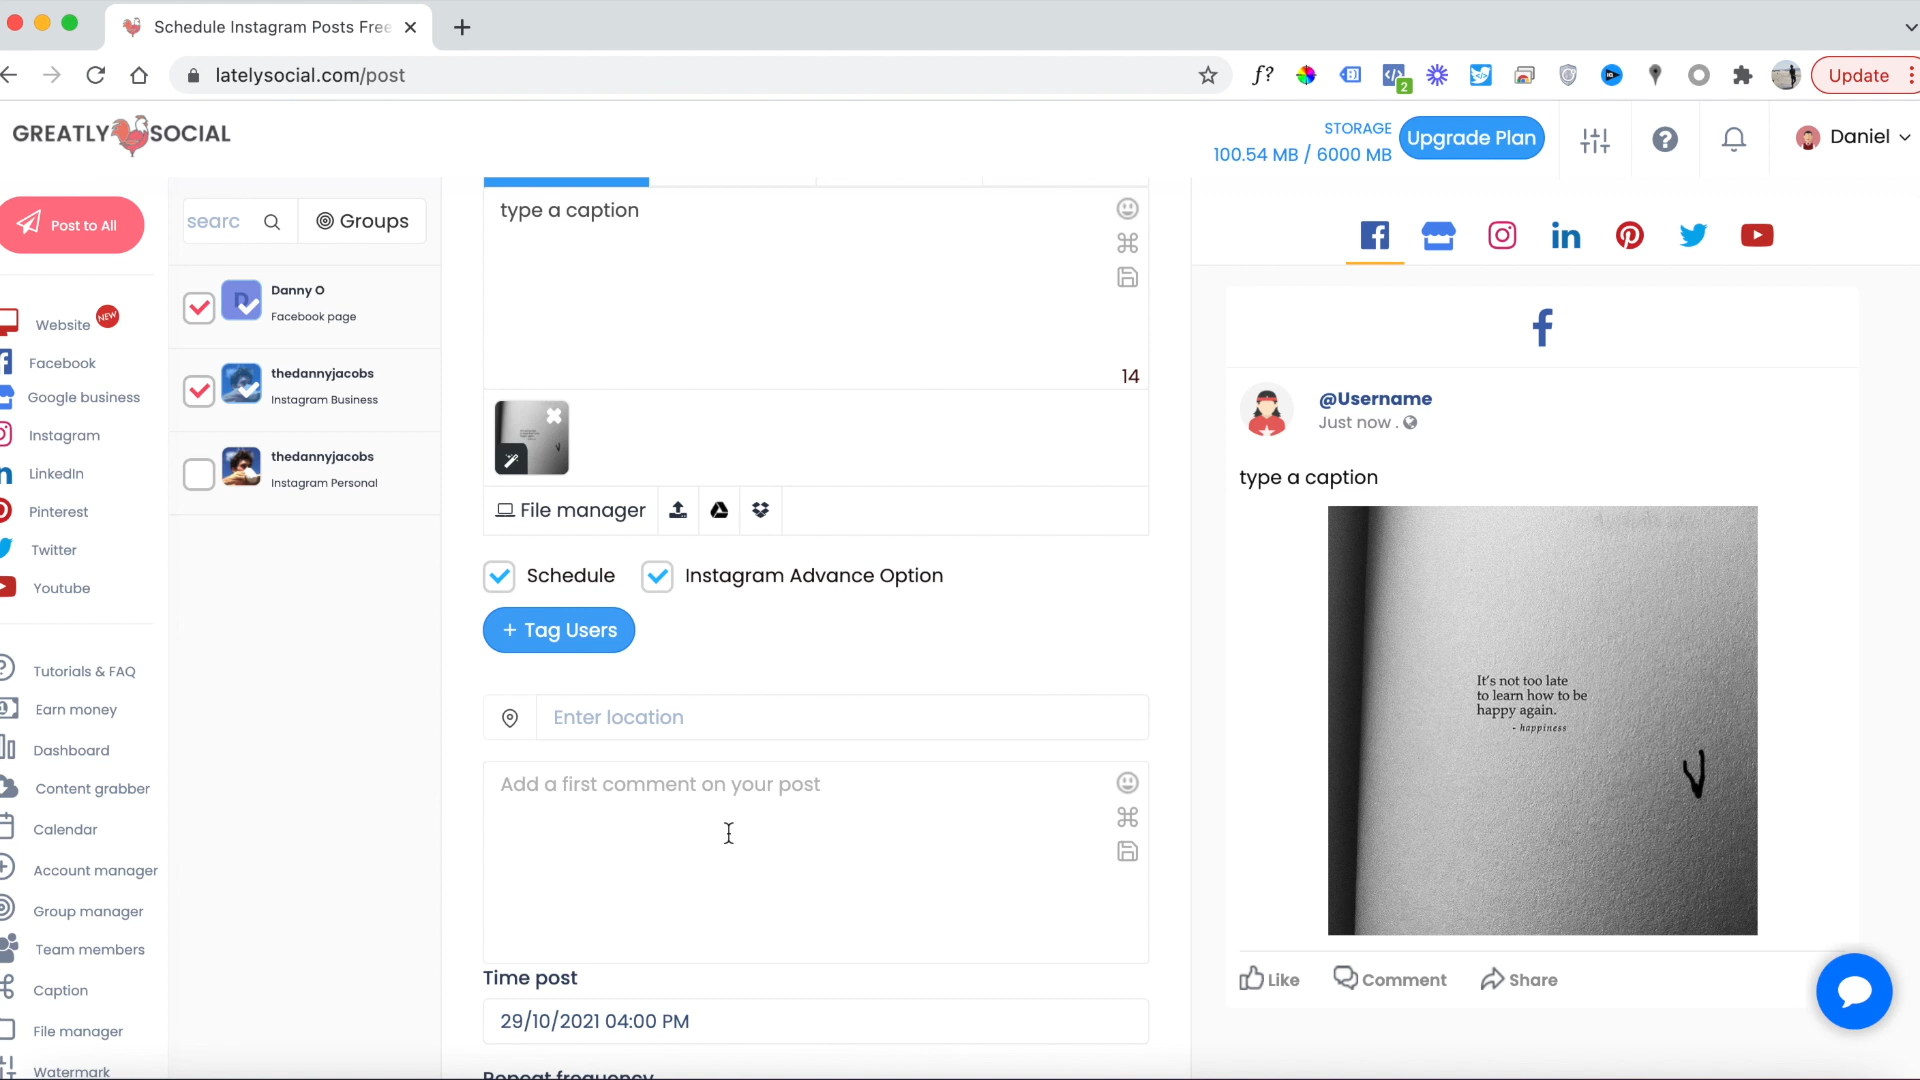 Schedule Instagram Posts Free
latelysocial.com/post
f?
2
Update
GREATLY SOCIAL
STORAGE
100.54 MB / 6000 MB
Upgrade Plan
Daniel
Post to All
searc
Groups
Danny O
Facebook page
thedannyjacobs
Instagram Business
thedannyjacobs
Instagram Personal
Website
NEW
Facebook
Google business
Instagram
LinkedIn
Pinterest
Twitter
Youtube
Tutorials & FAQ
Earn money
Dashboard
Content grabber
Calendar
Account manager
Group manager
Team members
Caption
File manager
Watermark
type a caption
14
File manager
Schedule
Instagram Advance Option
+ Tag Users
Enter location
Add a first comment on your post
Time post
29/10/2021 04:00 PM
Repeat frequency
@Username
Just now .
type a caption
It's not too late
to learn how to be
happy again.
- happiness
Like
Comment
Share